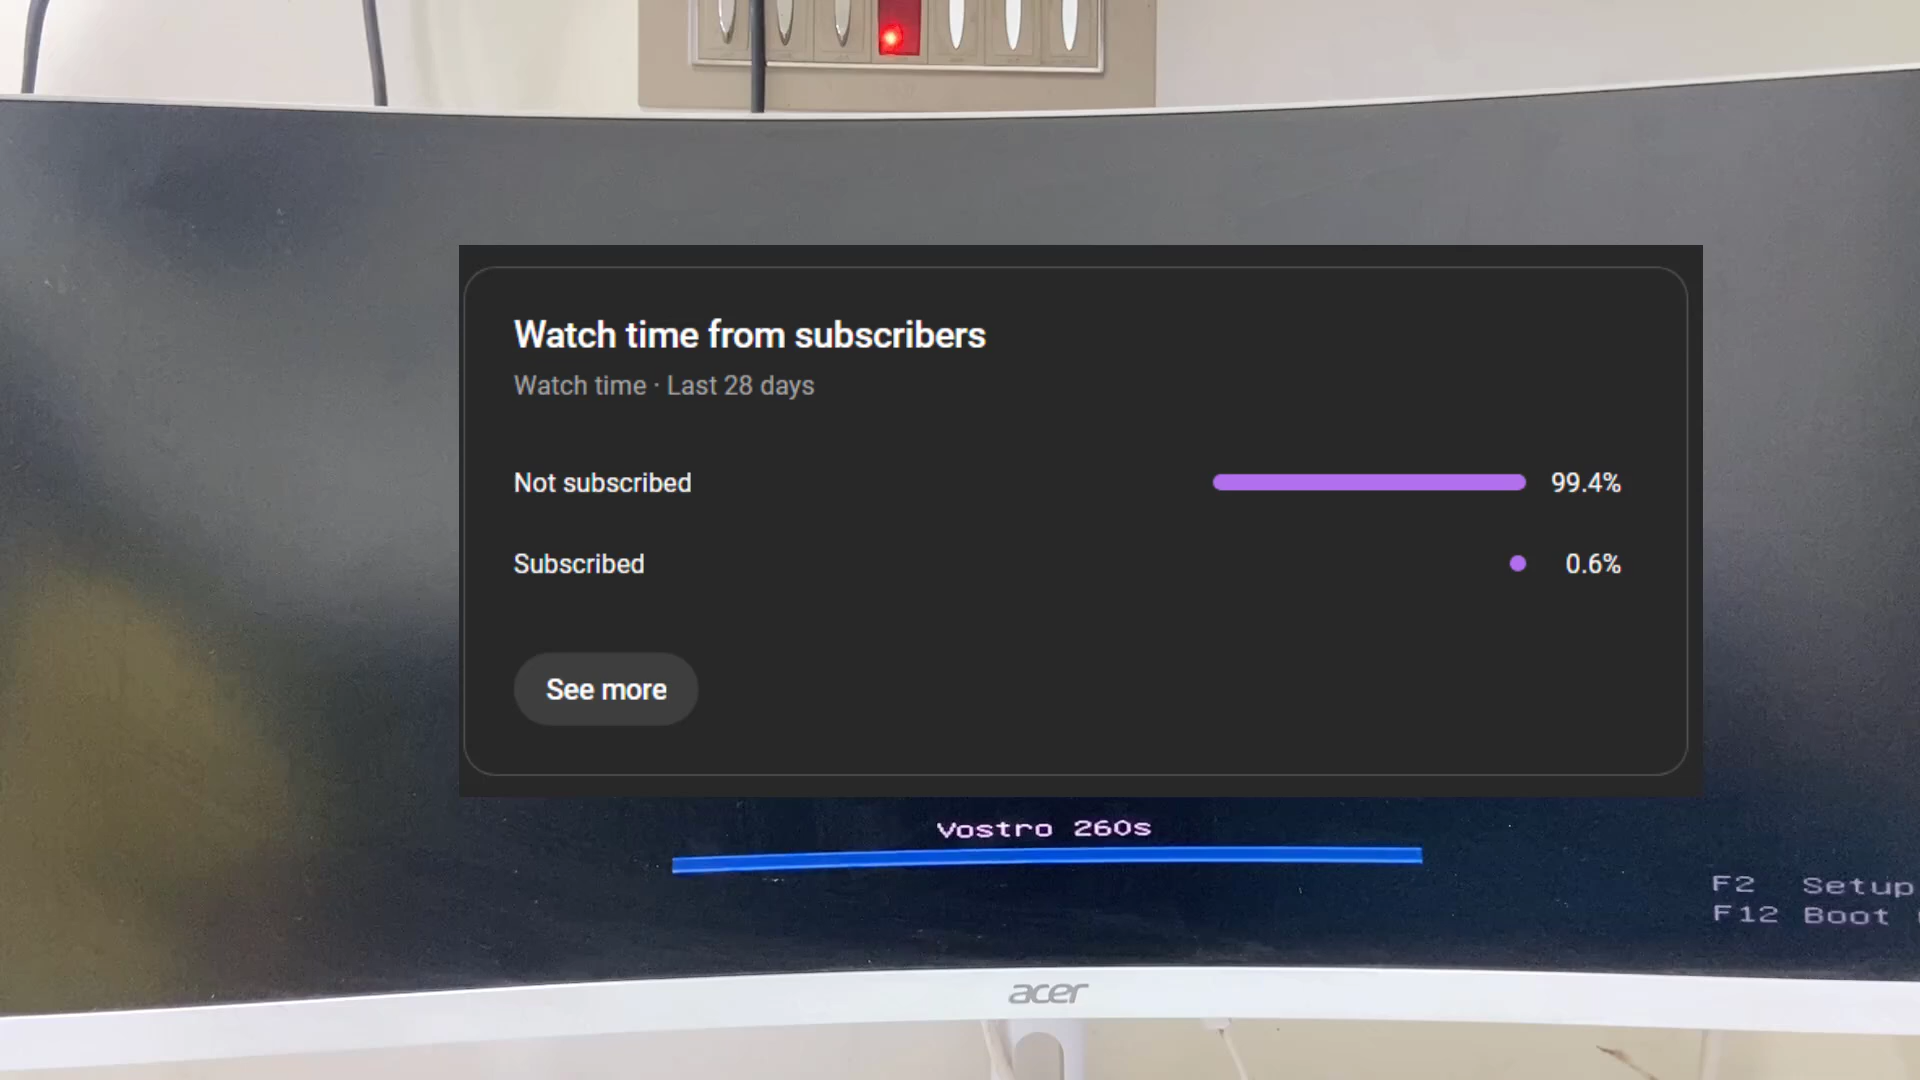 Watch time from subscribers
Watch time · Last 28 days
Not subscribed 99.4%
Subscribed 0.6%
See more
Vostro 260s
F2 Setup
F12 Boot
acer